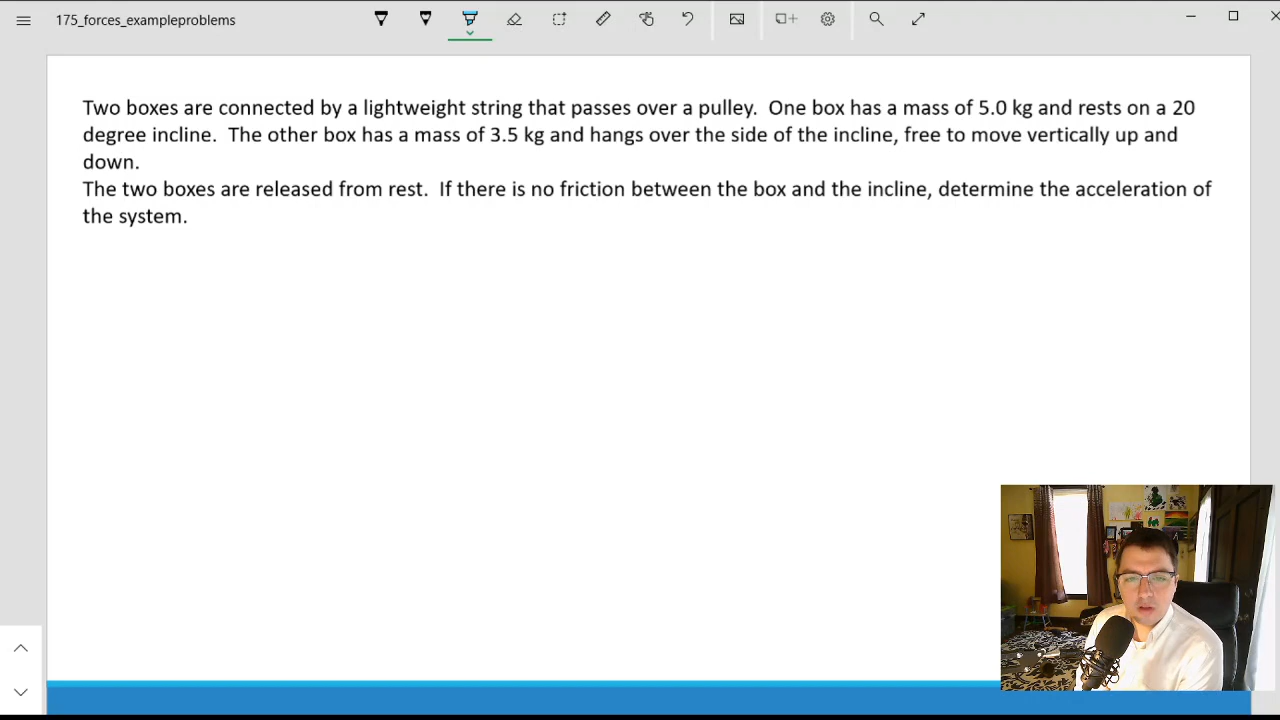 175_forces_exampleproblems
Two boxes are connected by a lightweight string that passes over a pulley.  One box has a mass of 5.0 kg and rests on a 20
degree incline.  The other box has a mass of 3.5 kg and hangs over the side of the incline, free to move vertically up and
down.
The two boxes are released from rest.  If there is no friction between the box and the incline, determine the acceleration of
the system.